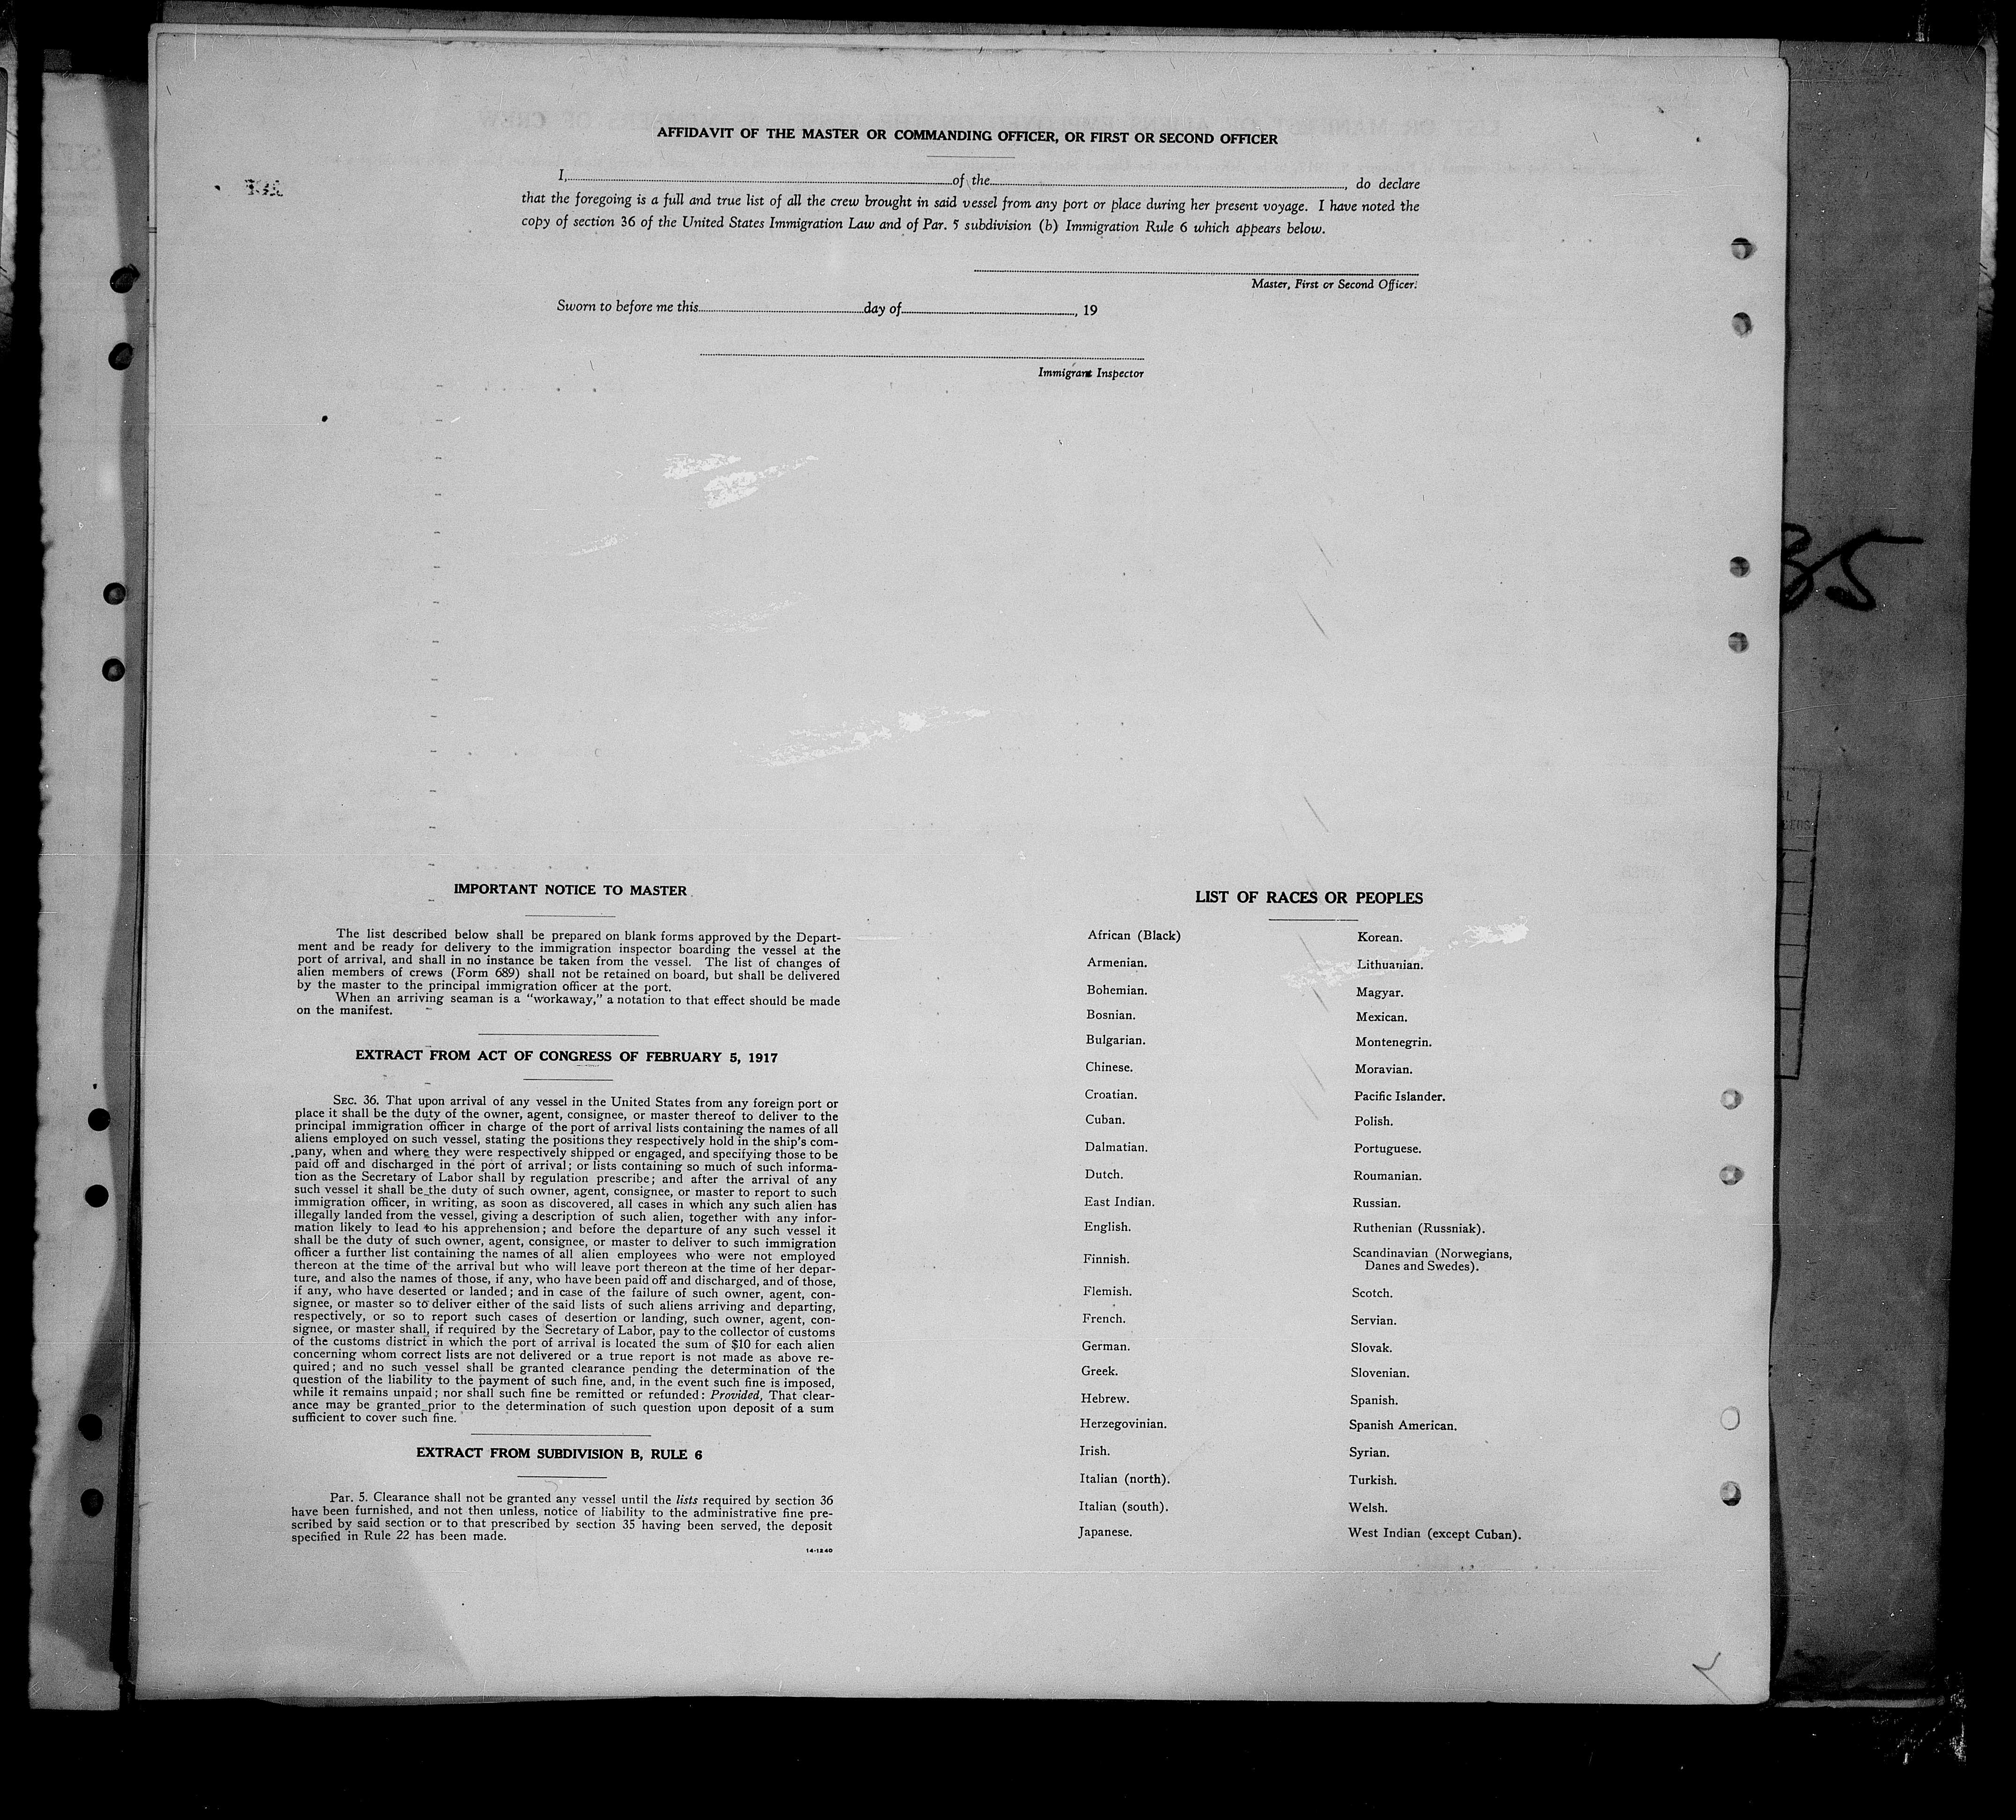 AFFIDAVIT OF THE MASTER OR COMMANDING OFFICER, OR FIRST OR SECOND OFFICER
I, of the , do declare
that the foregoing is a full and true list of all the crew brought in said vessel from any port or place during her present voyage. I have noted the
copy of section 36 of the United States Immigration Law and of Par. 5 subdivision (b) Immigration Rule 6 which appears below.
Master, First or Second Officer.
Sworn to before me this day of , 19
Immigrant Inspector
35
IMPORTANT NOTICE TO MASTER
The list described below shall be prepared on blank forms approved by the Depart-
ment and be ready for delivery to the immigration inspector boarding the vessel at the
port of arrival, and shall in no instance be taken from the vessel. The list of changes of
alien members of crews (Form 689) shall not be retained on board, but shall be delivered
by the master to the principal immigration officer at the port.
When an arriving seaman is a "workaway," a notation to that effect should be made
on the manifest.
EXTRACT FROM ACT OF CONGRESS OF FEBRUARY 5, 1917
SEC. 36. That upon arrival of any vessel in the United States from any foreign port or
place it shall be the duty of the owner, agent, consignee, or master thereof to deliver to the
principal immigration officer in charge of the port of arrival lists containing the names of all
aliens employed on such vessel, stating the positions they respectively hold in the ship's com-
pany, when and where they were respectively shipped or engaged, and specifying those to be
paid off and discharged in the port of arrival; or lists containing so much of such informa-
tion as the Secretary of Labor shall by regulation prescribe; and after the arrival of any
such vessel it shall be the duty of such owner, agent, consignee, or master to report to such
immigration officer, in writing, as soon as discovered, all cases in which any such alien has
illegally landed from the vessel, giving a description of such alien, together with any infor-
mation likely to lead to his apprehension; and before the departure of any such vessel it
shall be the duty of such owner, agent, consignee, or master to deliver to such immigration
officer a further list containing the names of all alien employees who were not employed
thereon at the time of the arrival but who will leave port thereon at the time of her depar-
ture, and also the names of those, if any, who have been paid off and discharged, and of those,
if any, who have deserted or landed; and in case of the failure of such owner, agent, con-
signee, or master so to deliver either of the said lists of such aliens arriving and departing,
respectively, or so to report such cases of desertion or landing, such owner, agent, con-
signee, or master shall, if required by the Secretary of Labor, pay to the collector of customs
of the customs district in which the port of arrival is located the sum of $10 for each alien
concerning whom correct lists are not delivered or a true report is not made as above re-
quired; and no such vessel shall be granted clearance pending the determination of the
question of the liability to the payment of such fine, and, in the event such fine is imposed,
while it remains unpaid; nor shall such fine be remitted or refunded: Provided, That clear-
ance may be granted prior to the determination of such question upon deposit of a sum
sufficient to cover such fine.
EXTRACT FROM SUBDIVISION B, RULE 6
Par. 5. Clearance shall not be granted any vessel until the lists required by section 36
have been furnished, and not then unless, notice of liability to the administrative fine pre-
scribed by said section or to that prescribed by section 35 having been served, the deposit
specified in Rule 22 has been made.
14-1240
LIST OF RACES OR PEOPLES
African (Black)
Armenian.
Bohemian.
Bosnian.
Bulgarian.
Chinese.
Croatian.
Cuban.
Dalmatian.
Dutch.
East Indian.
English.
Finnish.
Flemish.
French.
German.
Greek.
Hebrew.
Herzegovinian.
Irish.
Italian (north).
Italian (south).
Japanese.
Korean.
Lithuanian.
Magyar.
Mexican.
Montenegrin.
Moravian.
Pacific Islander.
Polish.
Portuguese.
Roumanian.
Russian.
Ruthenian (Russniak).
Scandinavian (Norwegians,
Danes and Swedes).
Scotch.
Servian.
Slovak.
Slovenian.
Spanish.
Spanish American.
Syrian.
Turkish.
Welsh.
West Indian (except Cuban).